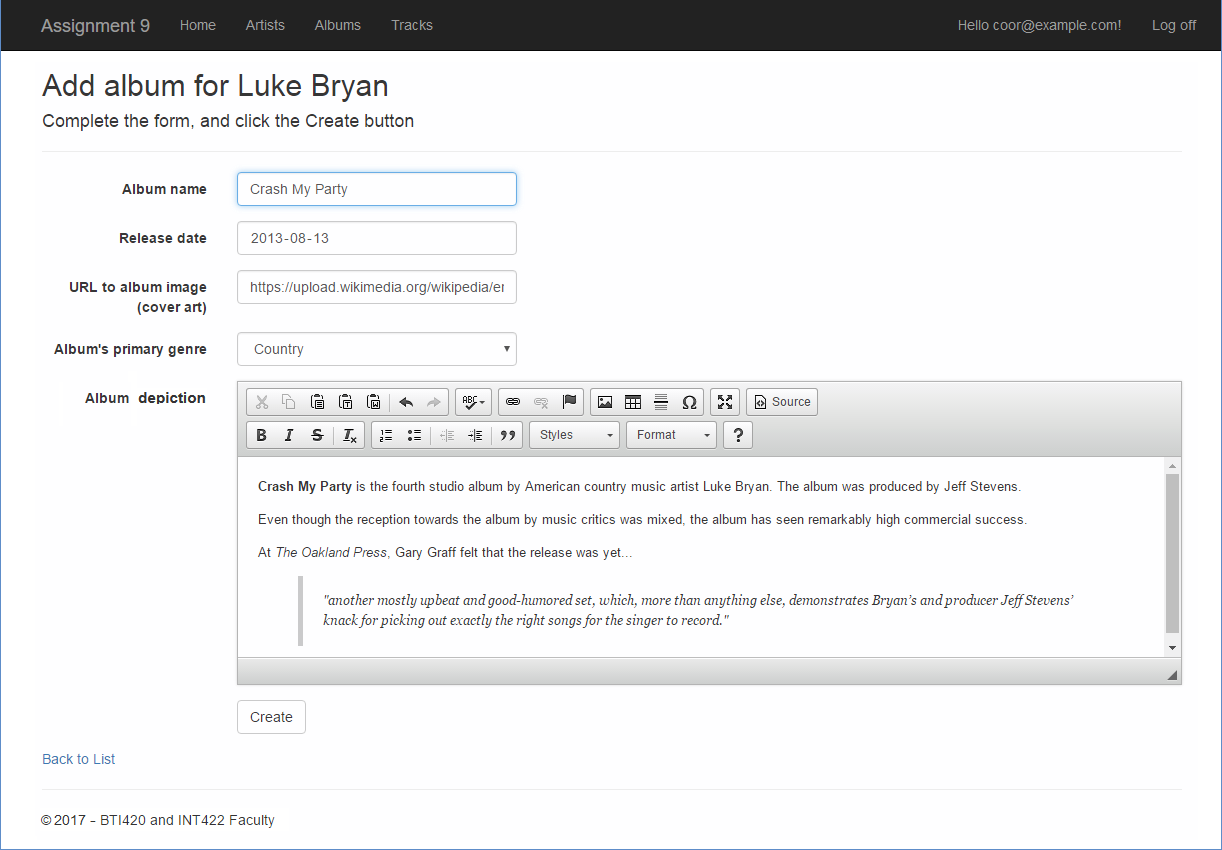 Assignment 9 Home Artists Albums Tracks Hello coor@example.com! Log off
Add album for Luke Bryan
Complete the form, and click the Create button
Album name Crash My Party
Release date 2013-08-13
URL to album image https://upload.wikimedia.org/wikipedia/er
(cover art)
Album's primary genre Country
Album depiction
ABC Ω Source
B I S Tx Styles Format ?
Crash My Party is the fourth studio album by American country music artist Luke Bryan. The album was produced by Jeff Stevens.
Even though the reception towards the album by music critics was mixed, the album has seen remarkably high commercial success.
At The Oakland Press, Gary Graff felt that the release was yet...
"another mostly upbeat and good-humored set, which, more than anything else, demonstrates Bryan’s and producer Jeff Stevens’
knack for picking out exactly the right songs for the singer to record."
Create
Back to List
© 2017 - BTI420 and INT422 Faculty